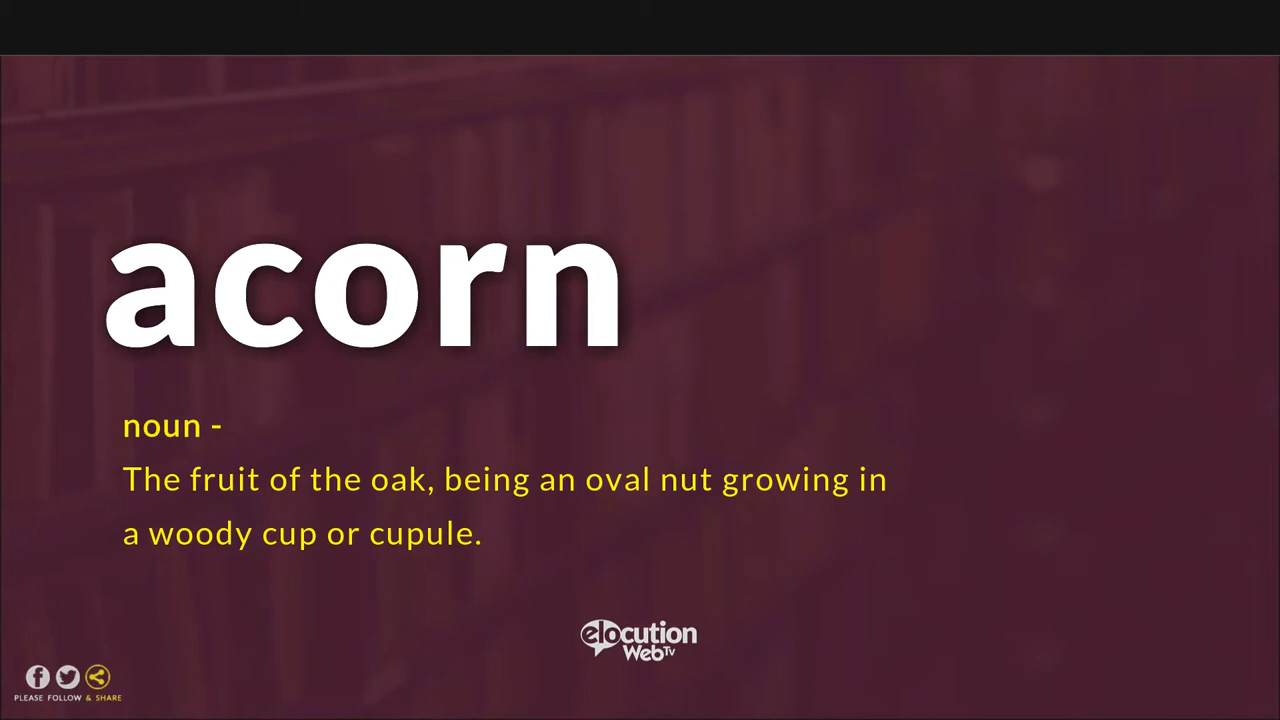 acorn
noun -
The fruit of the oak, being an oval nut growing in
a woody cup or cupule.
elocution
WebTv
PLEASE FOLLOW & SHARE